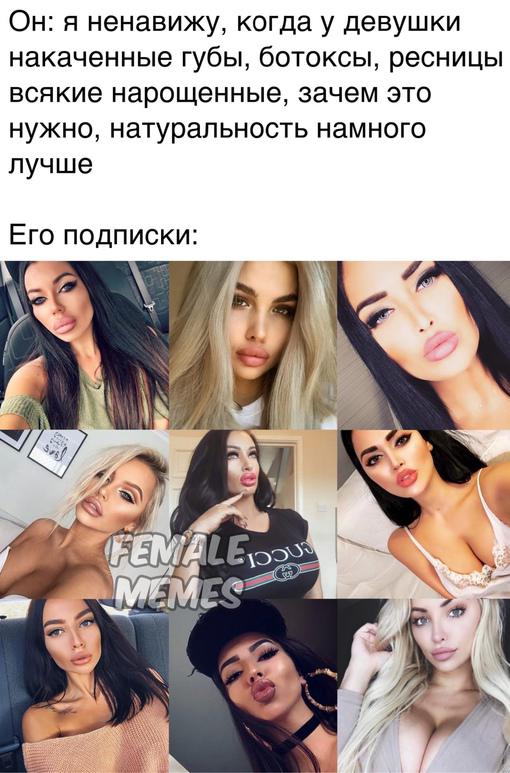 Он: я ненавижу, когда у девушки
накаченные губы, ботоксы, ресницы
всякие нарощенные, зачем это
нужно, натуральность намного
лучше
Его подписки:
GUCCI
FEMALE
MEMES